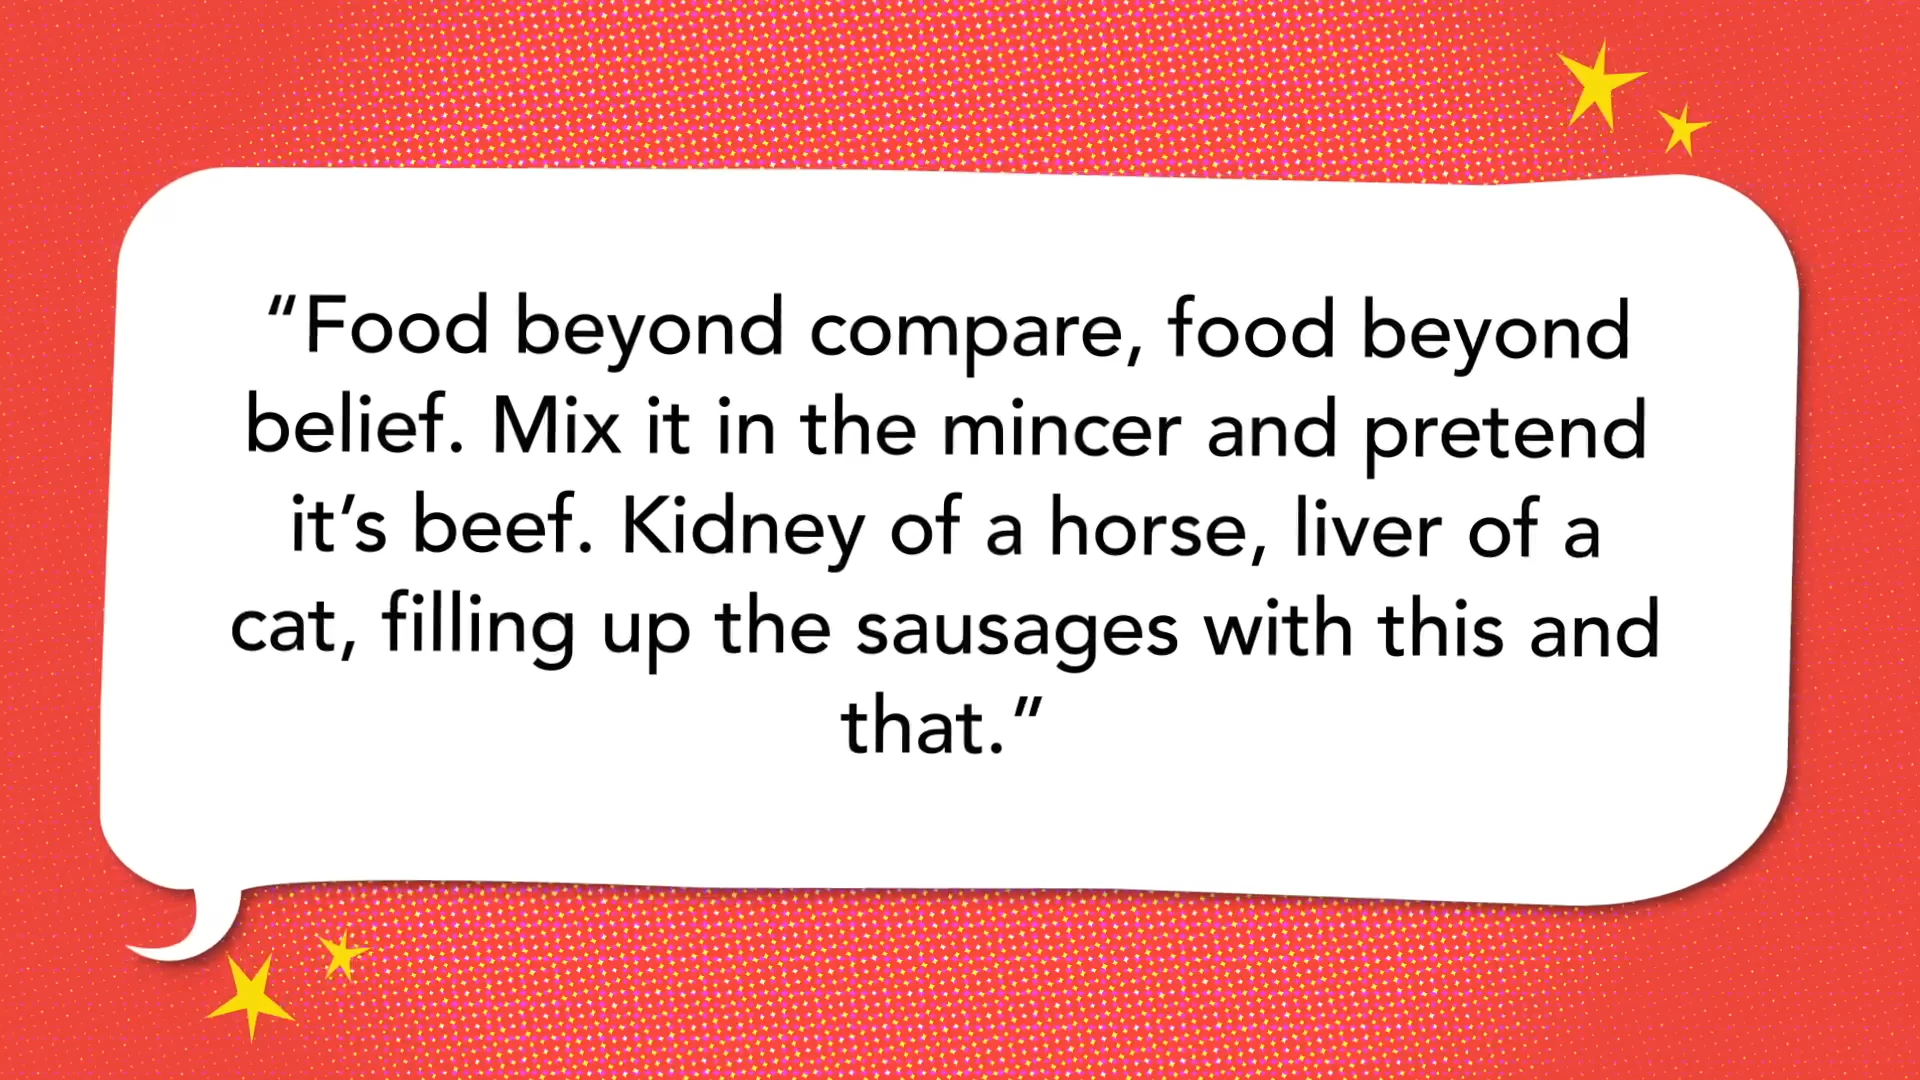 “Food beyond compare, food beyond
belief. Mix it in the mincer and pretend
it’s beef. Kidney of a horse, liver of a
cat, filling up the sausages with this and
that.”